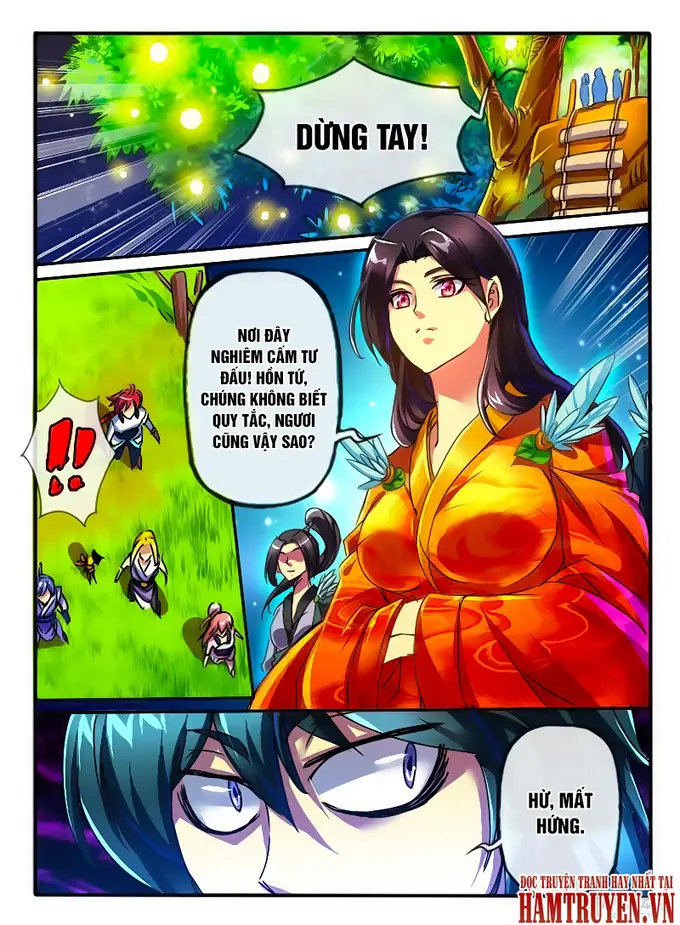 DỪNG TAY!
NƠI ĐÂY
NGHIÊM CẤM TƯ
ĐẤU! HỒN TỨ,
CHÚNG KHÔNG BIẾT
QUY TẮC, NGƯƠI
CŨNG VẬY SAO?
!!
HỪ, MẤT
HỨNG.
ĐỌC TRUYỆN TRANH HAY NHẤT TẠI
HAMTRUYEN.VN